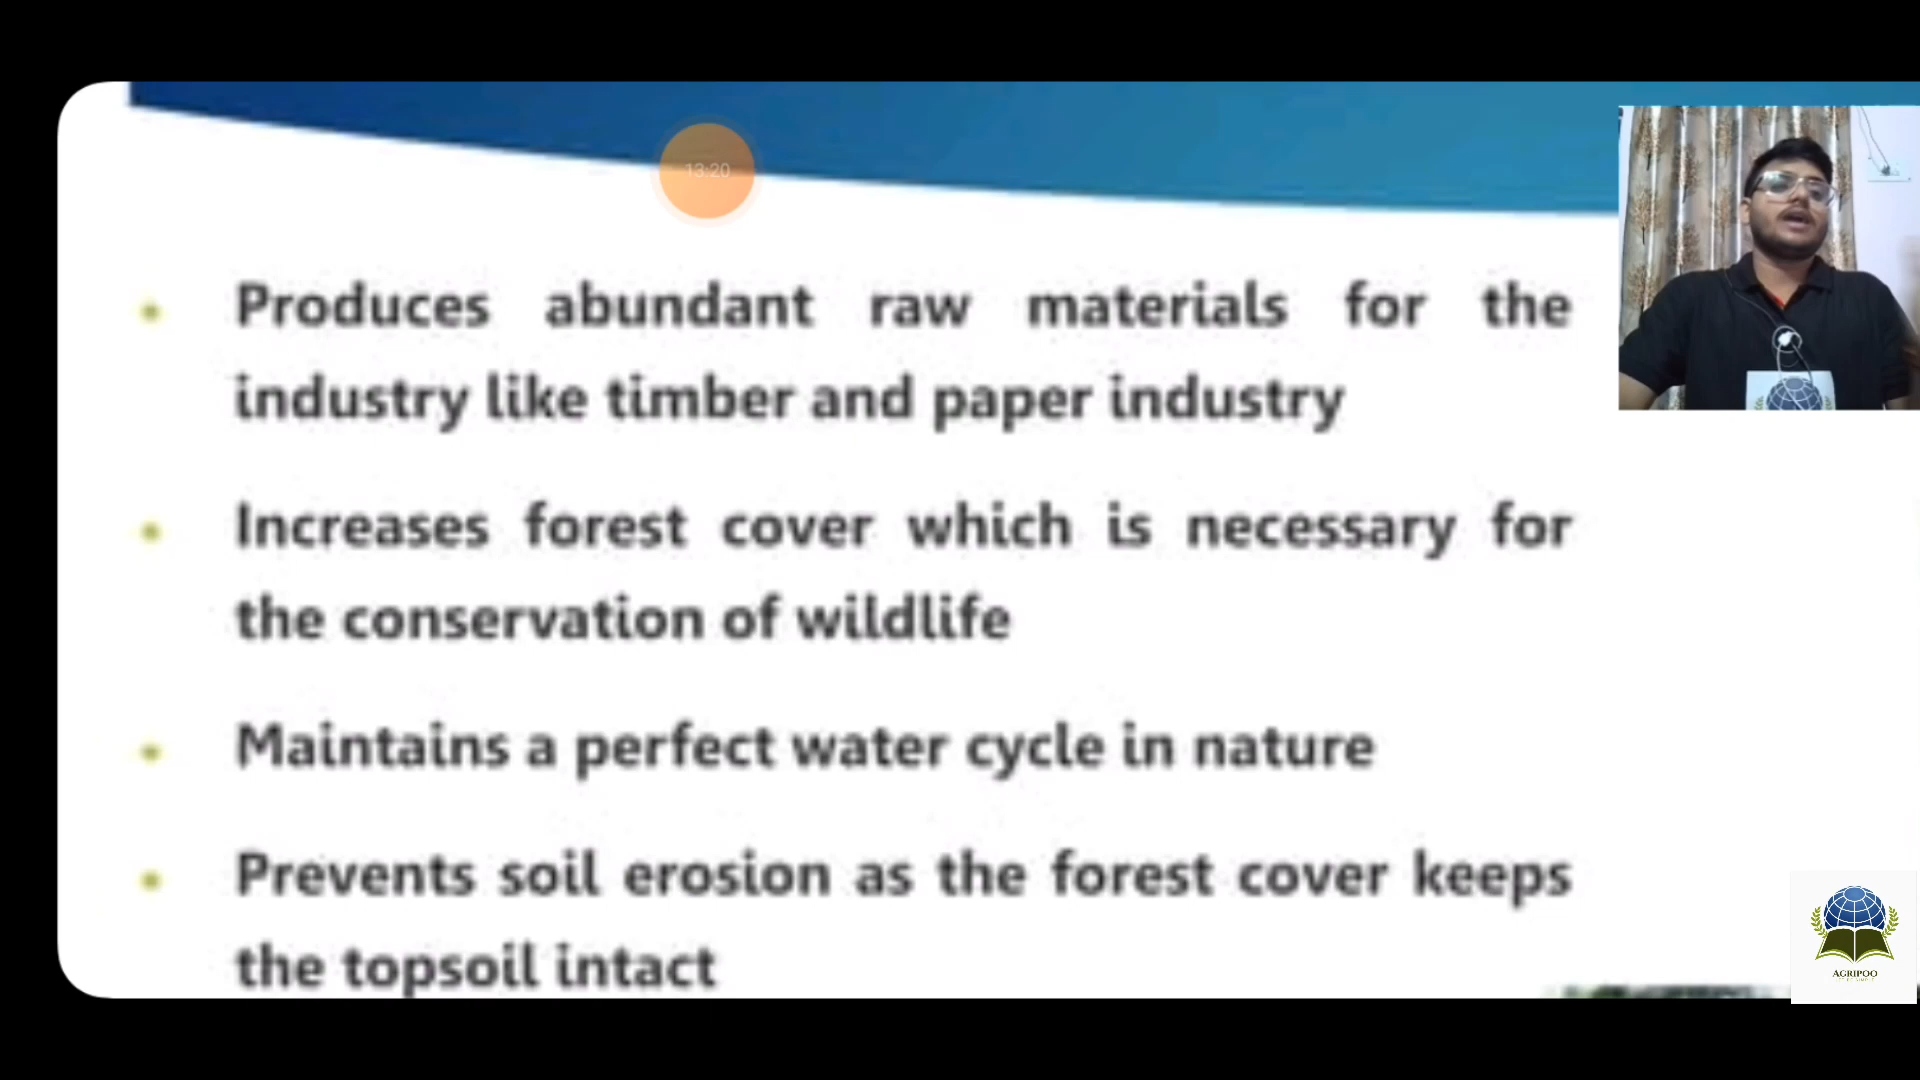 13:20
Produces abundant raw materials for the
industry like timber and paper industry
Increases forest cover which is necessary for
the conservation of wildlife
Maintains a perfect water cycle in nature
Prevents soil erosion as the forest cover keeps
the topsoil intact
AGRIPOO